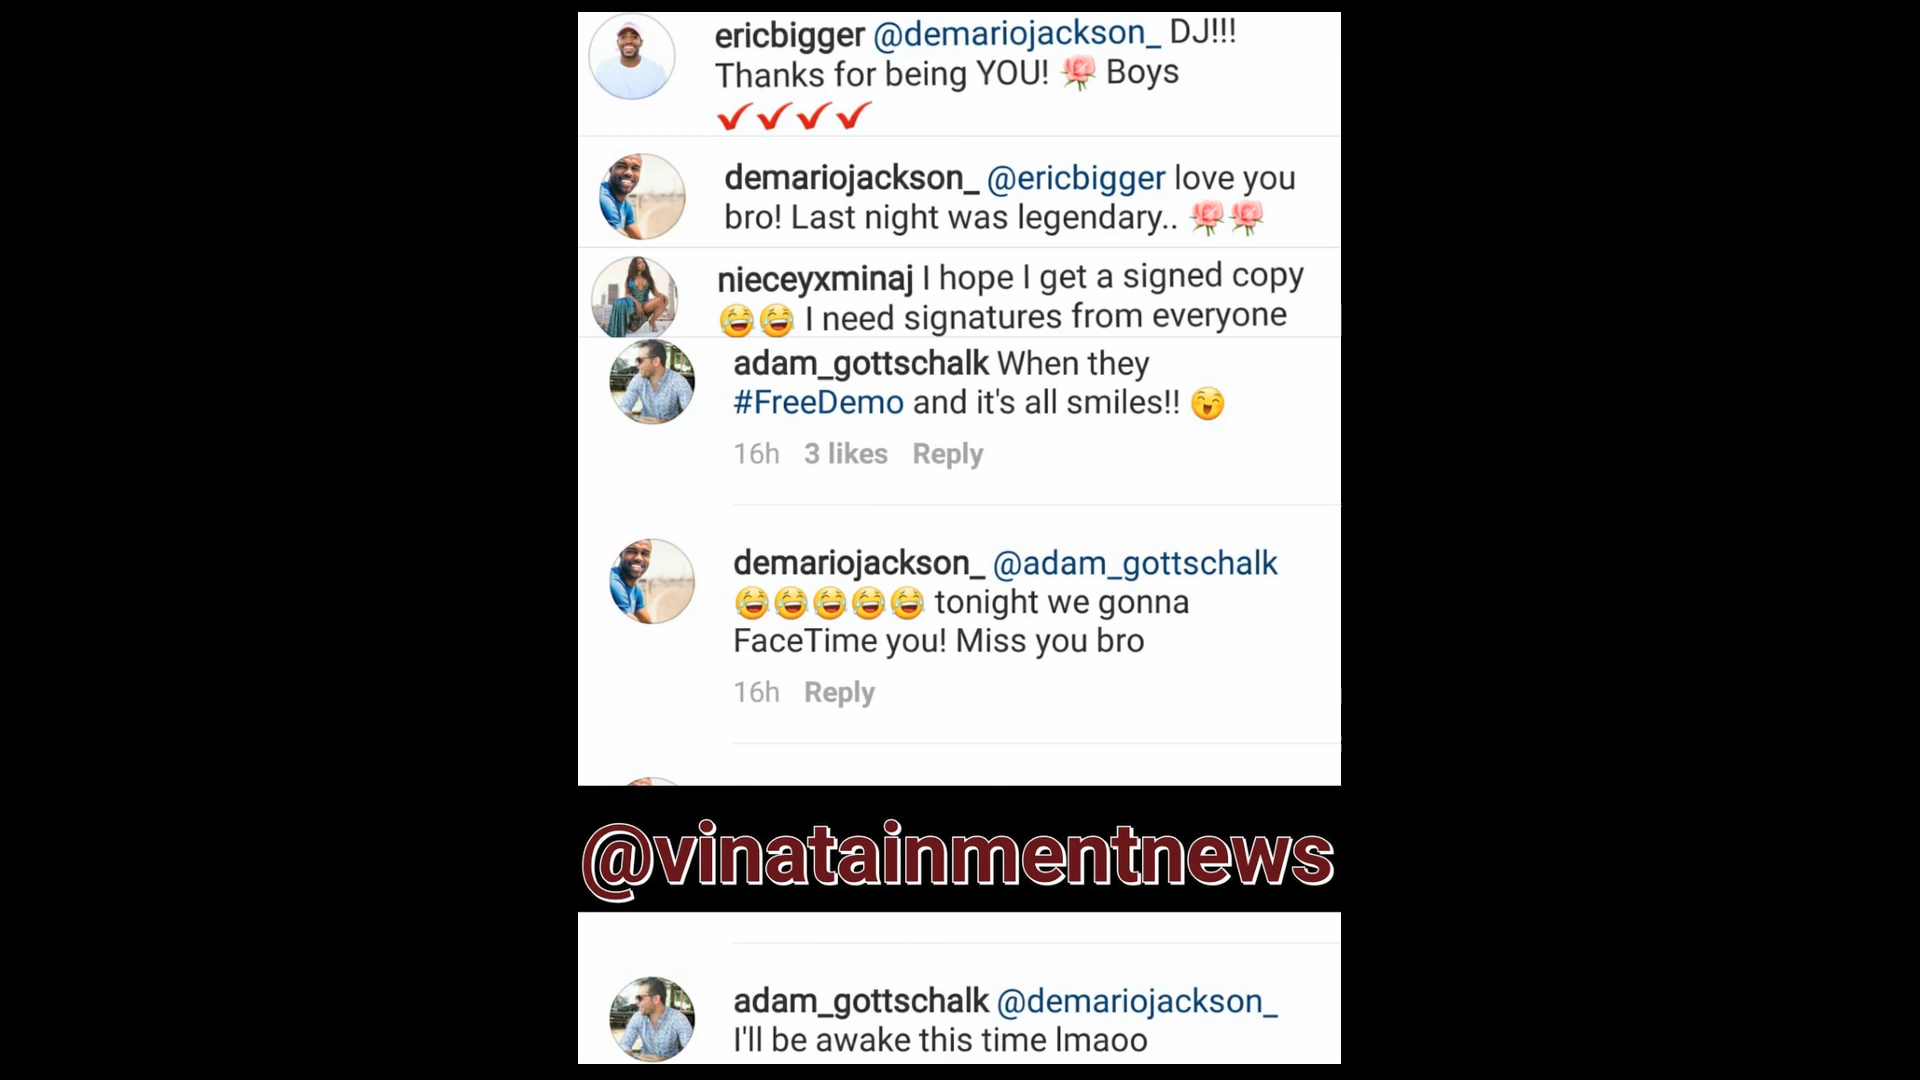 ericbigger @demariojackson_ DJ!!!
Thanks for being YOU! 🌹 Boys
✔✔✔✔
demariojackson_ @ericbigger love you
bro! Last night was legendary.. 🌹🌹
nieceyxminaj I hope I get a signed copy
😂😂 I need signatures from everyone
adam_gottschalk When they
#FreeDemo and it's all smiles!! 😄
16h 3 likes Reply
demariojackson_ @adam_gottschalk
😂😂😂😂😂 tonight we gonna
FaceTime you! Miss you bro
16h Reply
@vinatainmentnews
adam_gottschalk @demariojackson_
I'll be awake this time lmaoo